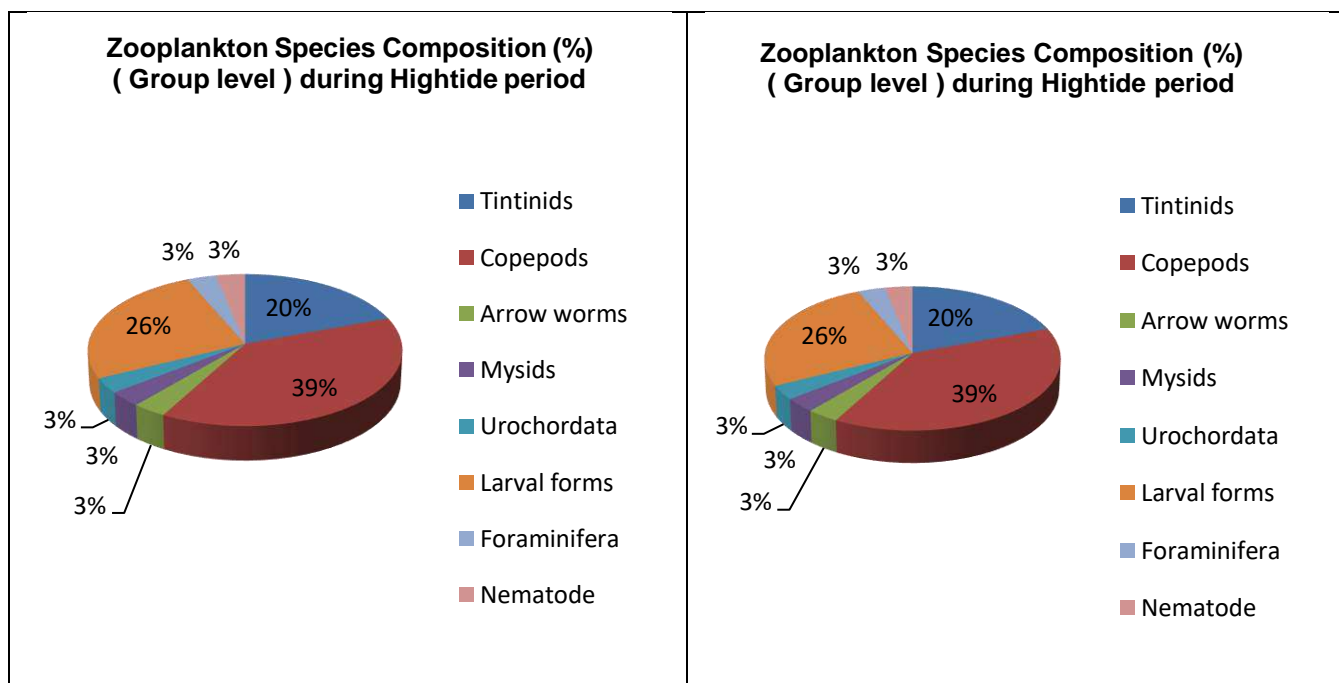 Zooplankton Species Composition (%)
( Group level ) during Hightide period
3%
3%
20%
26%
39%
3%
3%
3%
Tintinids
Copepods
Arrow worms
Mysids
Urochordata
Larval forms
Foraminifera
Nematode
Zooplankton Species Composition (%)
( Group level ) during Hightide period
3%
3%
20%
26%
39%
3%
3%
3%
Tintinids
Copepods
Arrow worms
Mysids
Urochordata
Larval forms
Foraminifera
Nematode